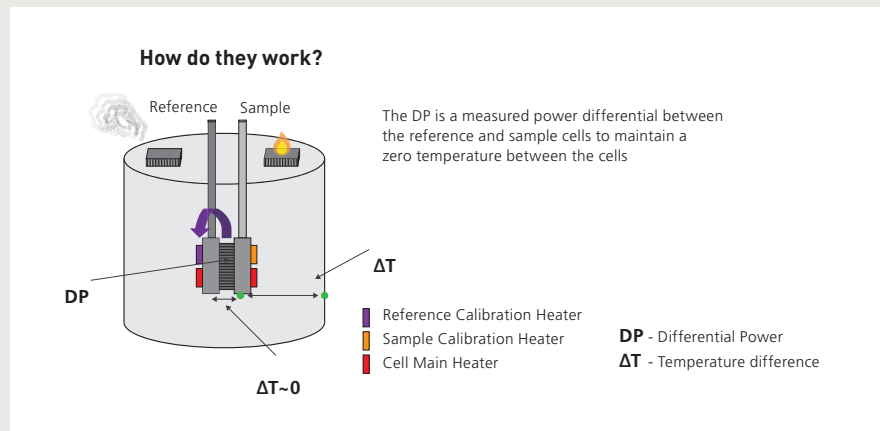 How do they work?
Reference Sample
The DP is a measured power differential between
the reference and sample cells to maintain a
zero temperature between the cells
ΔT
DP
Reference Calibration Heater
Sample Calibration Heater
Cell Main Heater
DP - Differential Power
ΔT - Temperature difference
ΔT~0